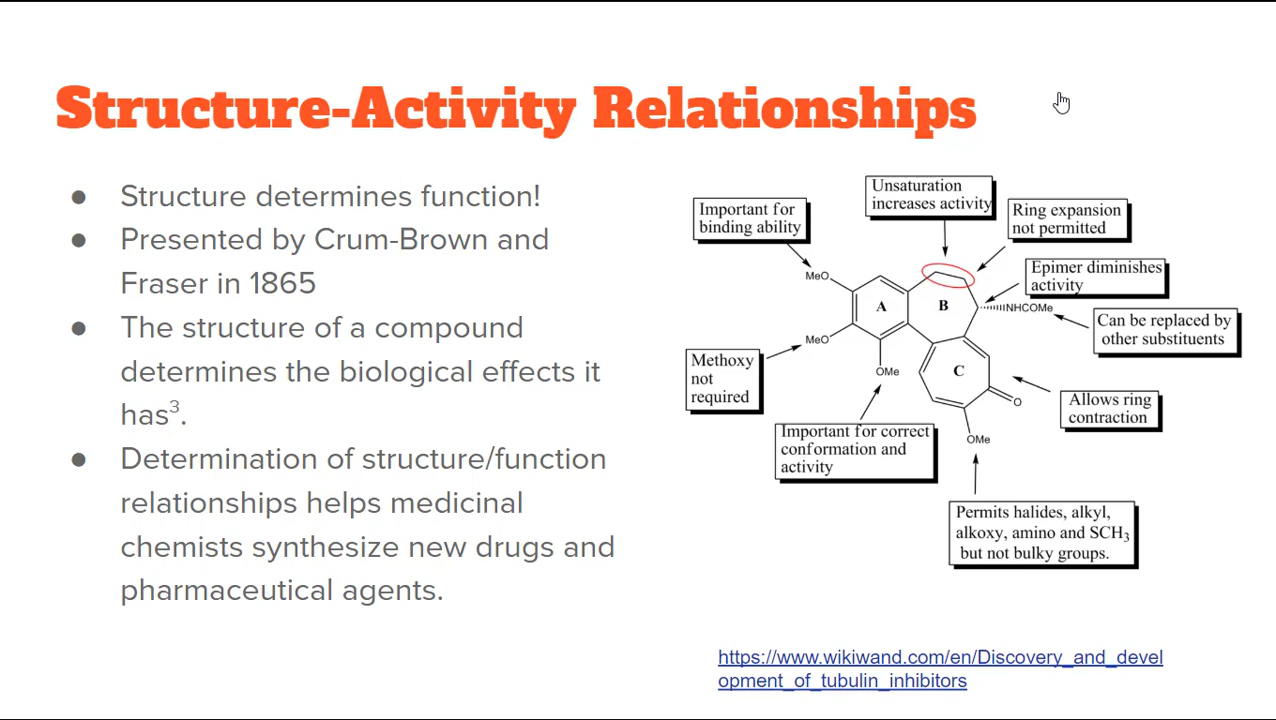 Structure-Activity Relationships
● Structure determines function!
● Presented by Crum-Brown and
Fraser in 1865
● The structure of a compound
determines the biological effects it
has³.
● Determination of structure/function
relationships helps medicinal
chemists synthesize new drugs and
pharmaceutical agents.
Important for
binding ability
Unsaturation
increases activity
Ring expansion
not permitted
Epimer diminishes
activity
Can be replaced by
other substituents
Allows ring
contraction
Permits halides, alkyl,
alkoxy, amino and SCH₃
but not bulky groups.
Important for correct
conformation and
activity
Methoxy
not
required
MeO
MeO
OMe
A
B
C
NHCOMe
O
OMe
https://www.wikiwand.com/en/Discovery_and_devel
opment_of_tubulin_inhibitors